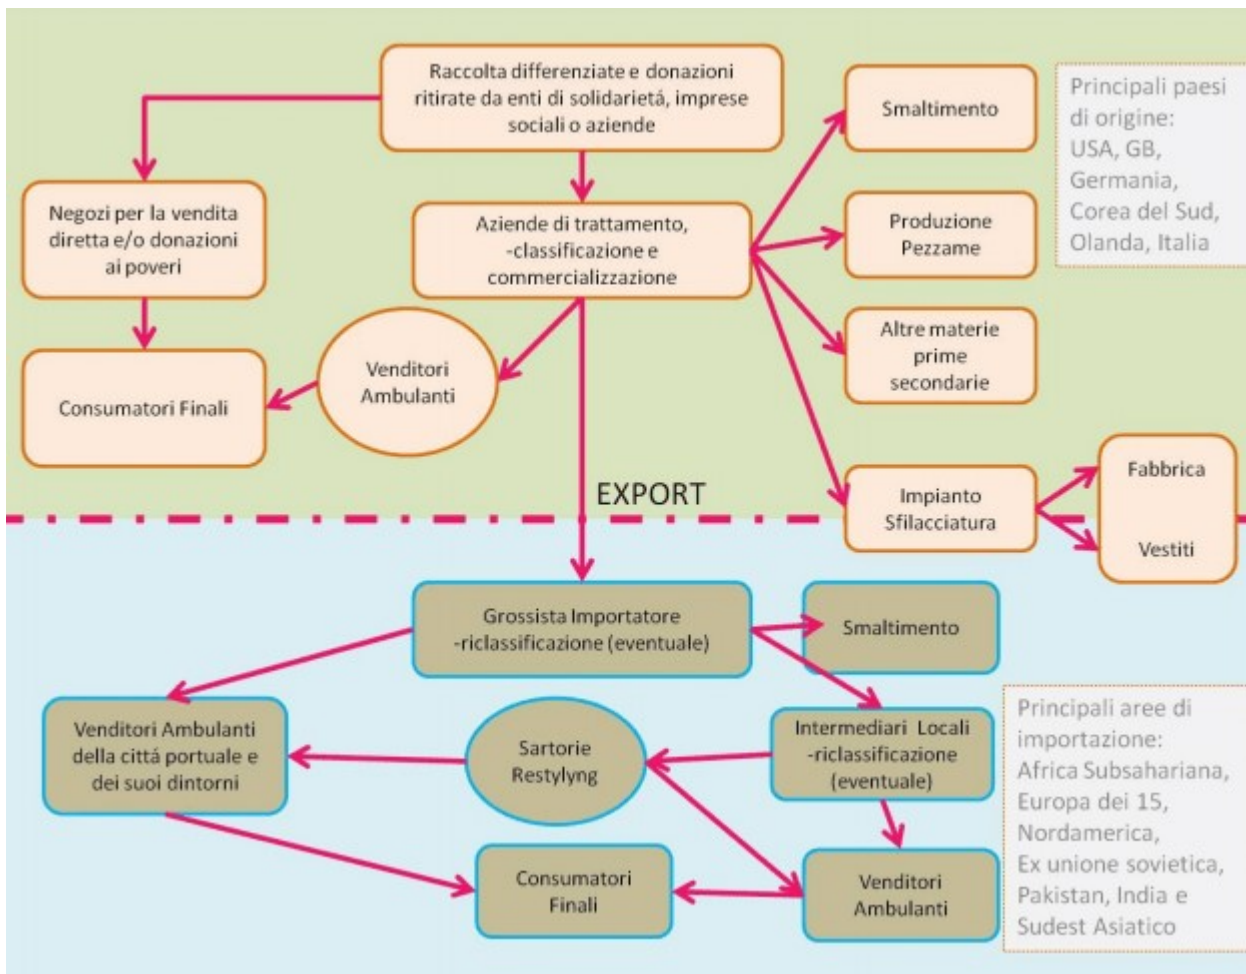 Raccolta differenziate e donazioni
ritirate da enti di solidarietá, imprese
sociali o aziende
Smaltimento
Principali paesi
di origine:
USA, GB,
Germania,
Corea del Sud,
Olanda, Italia
Negozi per la vendita
diretta e/o donazioni
ai poveri
Aziende di trattamento,
-classificazione e
commercializzazione
Produzione
Pezzame
Altre materie
prime
secondarie
Venditori
Ambulanti
Consumatori Finali
EXPORT
Impianto
Sfilacciatura
Fabbrica
Vestiti
Grossista Importatore
-riclassificazione (eventuale)
Smaltimento
Venditori Ambulanti
della cittá portuale e
dei suoi dintorni
Sartorie
Restylyng
Intermediari Locali
-riclassificazione
(eventuale)
Principali aree di
importazione:
Africa Subsahariana,
Europa dei 15,
Nordamerica,
Ex unione sovietica,
Pakistan, India e
Sudest Asiatico
Consumatori
Finali
Venditori
Ambulanti